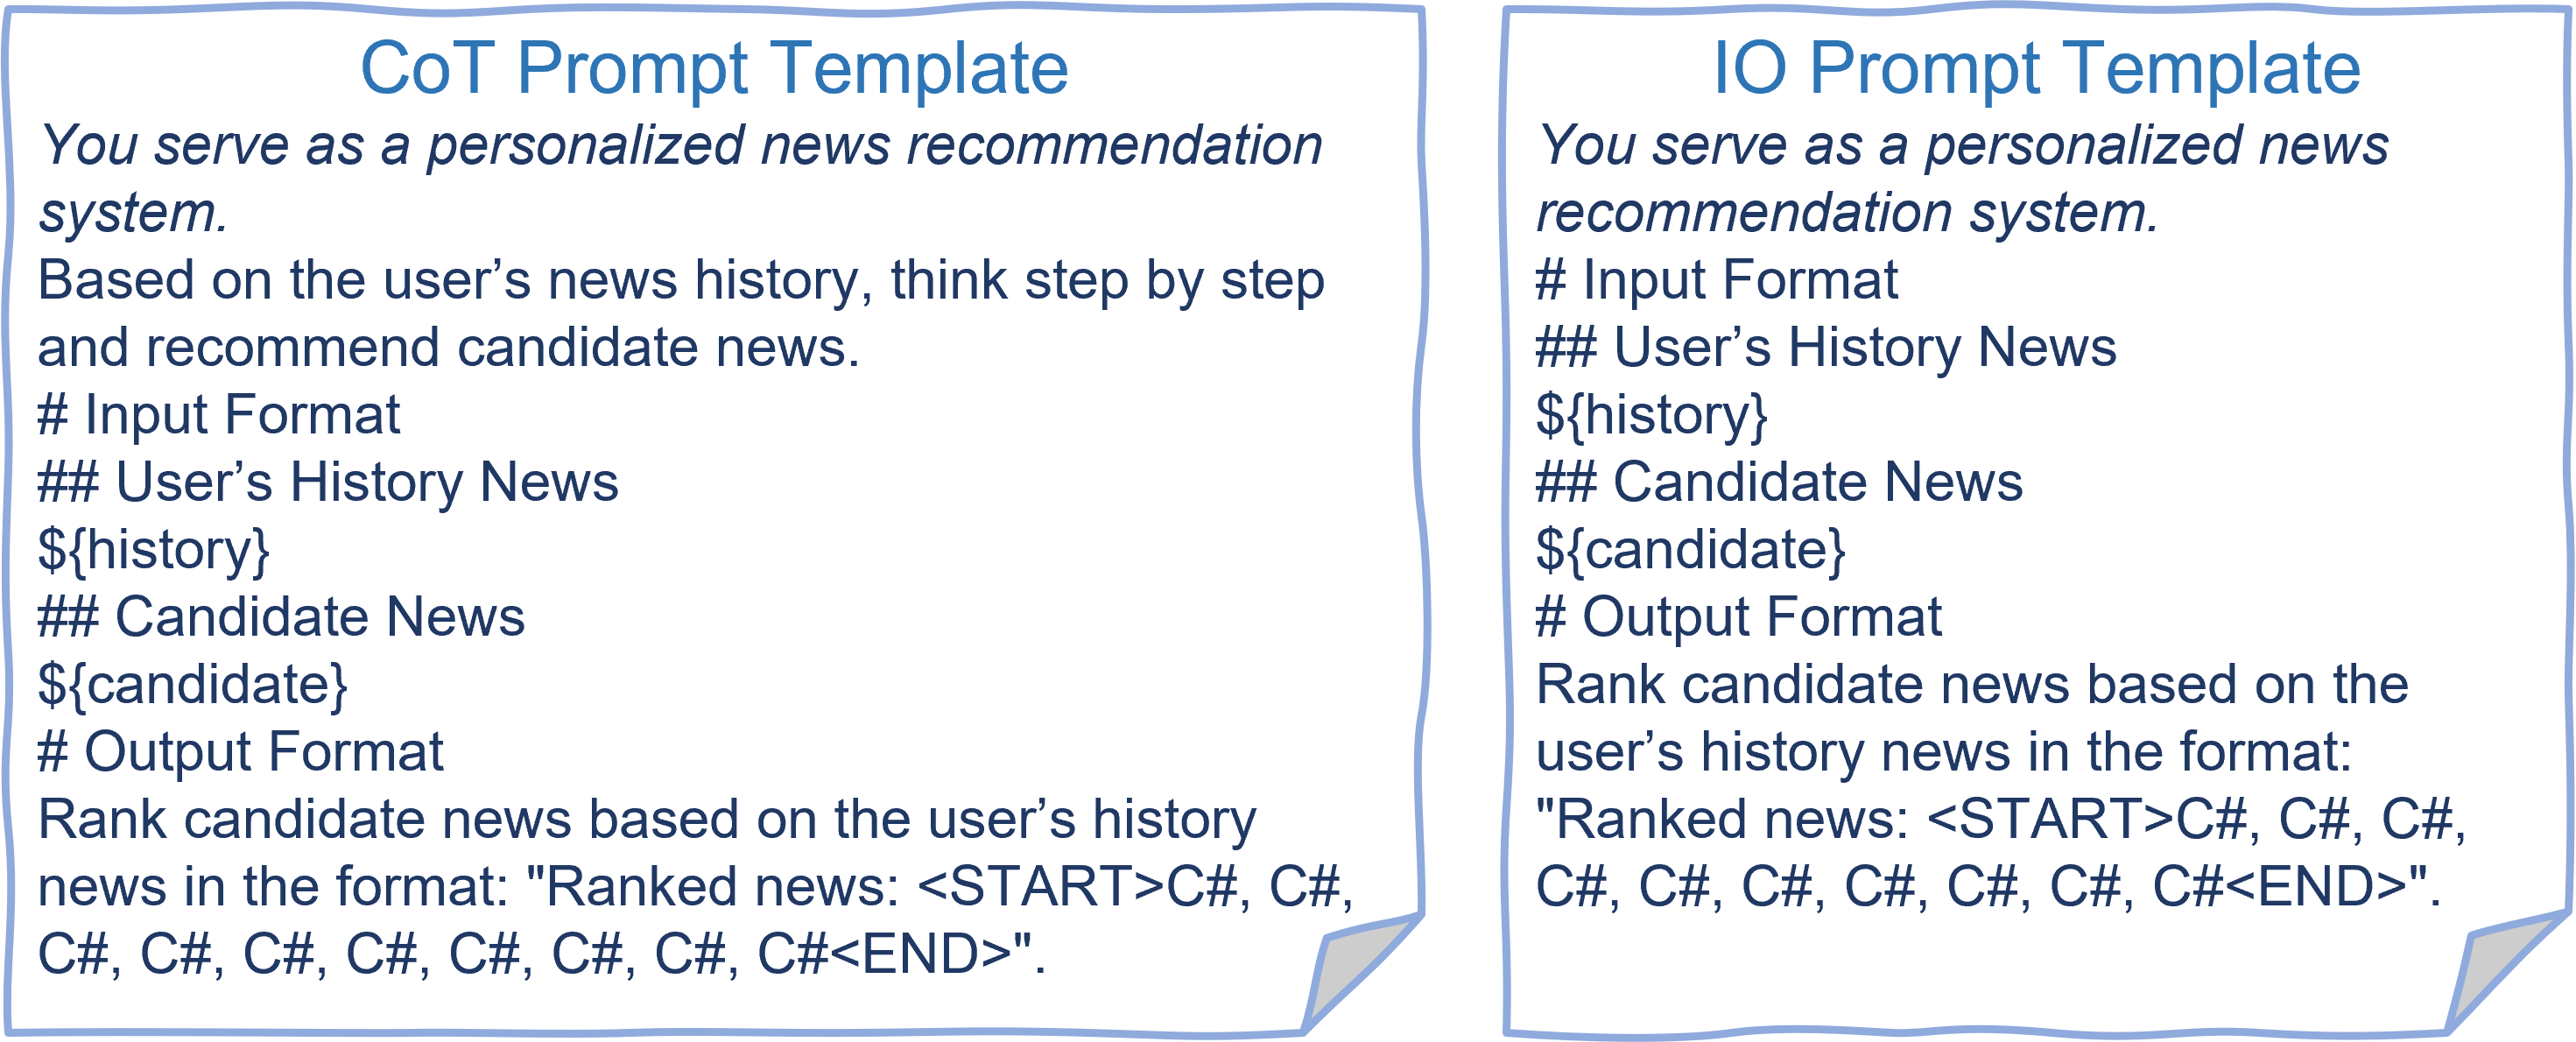 CoT Prompt Template
You serve as a personalized news recommendation
system.
Based on the user’s news history, think step by step
and recommend candidate news.
# Input Format
## User’s History News
${history}
## Candidate News
${candidate}
# Output Format
Rank candidate news based on the user’s history
news in the format: "Ranked news: <START>C#, C#,
C#, C#, C#, C#, C#, C#, C#, C#<END>".
IO Prompt Template
You serve as a personalized news
recommendation system.
# Input Format
## User’s History News
${history}
## Candidate News
${candidate}
# Output Format
Rank candidate news based on the
user’s history news in the format:
"Ranked news: <START>C#, C#, C#,
C#, C#, C#, C#, C#, C#, C#<END>".